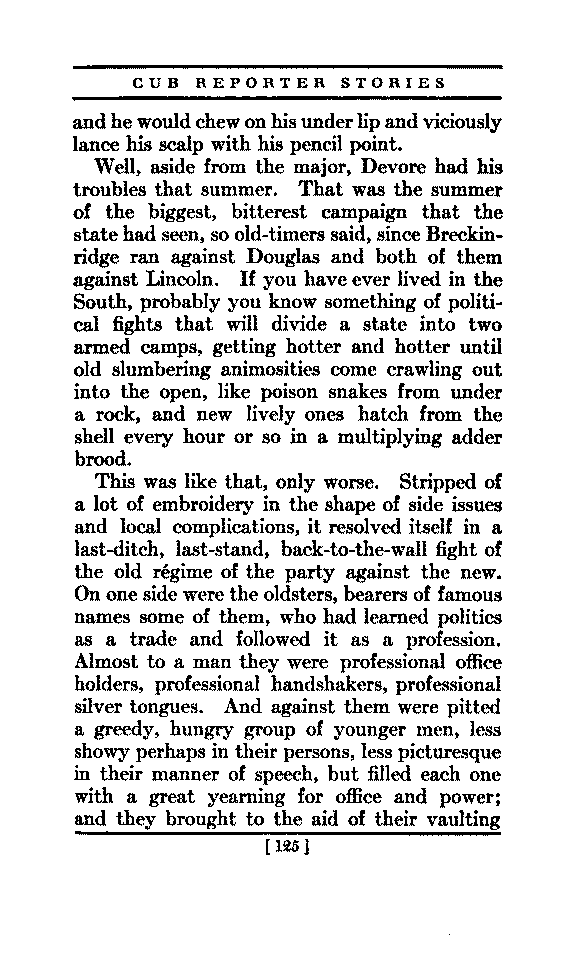 CUB REPORTER STORIES
and he would chew on his under lip and viciously
lance his scalp with his pencil point.
Well, aside from the major, Devore had his
troubles that summer. That was the summer
of the biggest, bitterest campaign that the
state had seen, so old-timers said, since Breckin-
ridge ran against Douglas and both of them
against Lincoln. If you have ever lived in the
South, probably you know something of politi-
cal fights that will divide a state into two
armed camps, getting hotter and hotter until
old slumbering animosities come crawling out
into the open, like poison snakes from under
a rock, and new lively ones hatch from the
shell every hour or so in a multiplying adder
brood.
This was like that, only worse. Stripped of
a lot of embroidery in the shape of side issues
and local complications, it resolved itself in a
last-ditch, last-stand, back-to-the-wall fight of
the old régime of the party against the new.
On one side were the oldsters, bearers of famous
names some of them, who had learned politics
as a trade and followed it as a profession.
Almost to a man they were professional office
holders, professional handshakers, professional
silver tongues. And against them were pitted
a greedy, hungry group of younger men, less
showy perhaps in their persons, less picturesque
in their manner of speech, but filled each one
with a great yearning for office and power;
and they brought to the aid of their vaulting
[ 125 ]